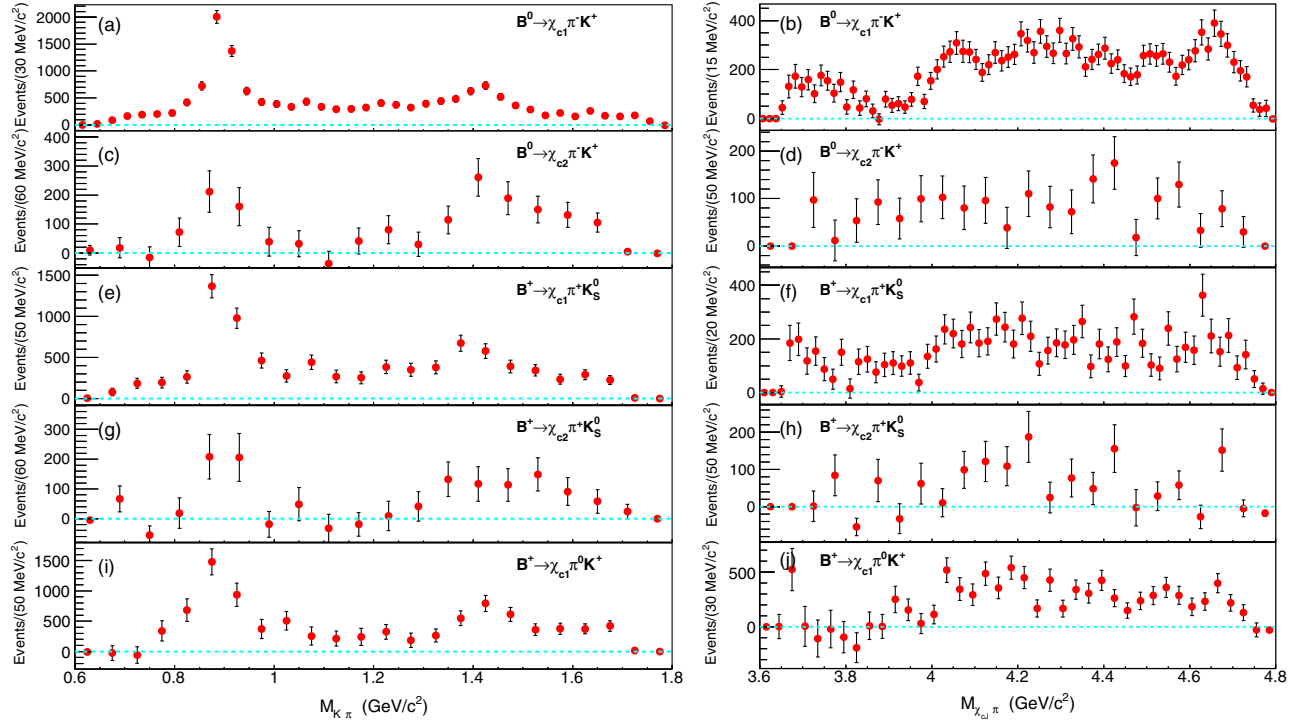 (a) B⁰→χc1π⁻K⁺
Events/(30 MeV/c²)
2000
1500
1000
500
0
(b) B⁰→χc1π⁻K⁺
Events/(15 MeV/c²)
400
200
0
(c) B⁰→χc2π⁻K⁺
Events/(60 MeV/c²)
400
300
200
100
0
(d) B⁰→χc2π⁻K⁺
Events/(50 MeV/c²)
200
100
0
(e) B⁺→χc1π⁺K⁰S
Events/(50 MeV/c²)
1500
1000
500
0
(f) B⁺→χc1π⁺K⁰S
Events/(20 MeV/c²)
400
200
0
(g) B⁺→χc2π⁺K⁰S
Events/(60 MeV/c²)
300
200
100
0
(h) B⁺→χc2π⁺K⁰S
Events/(50 MeV/c²)
200
100
0
(i) B⁺→χc1π⁰K⁺
Events/(50 MeV/c²)
1500
1000
500
0
(j) B⁺→χc1π⁰K⁺
Events/(30 MeV/c²)
500
0
0.6 0.8 1 1.2 1.4 1.6 1.8
M K π (GeV/c²)
3.6 3.8 4 4.2 4.4 4.6 4.8
M χcJ π (GeV/c²)